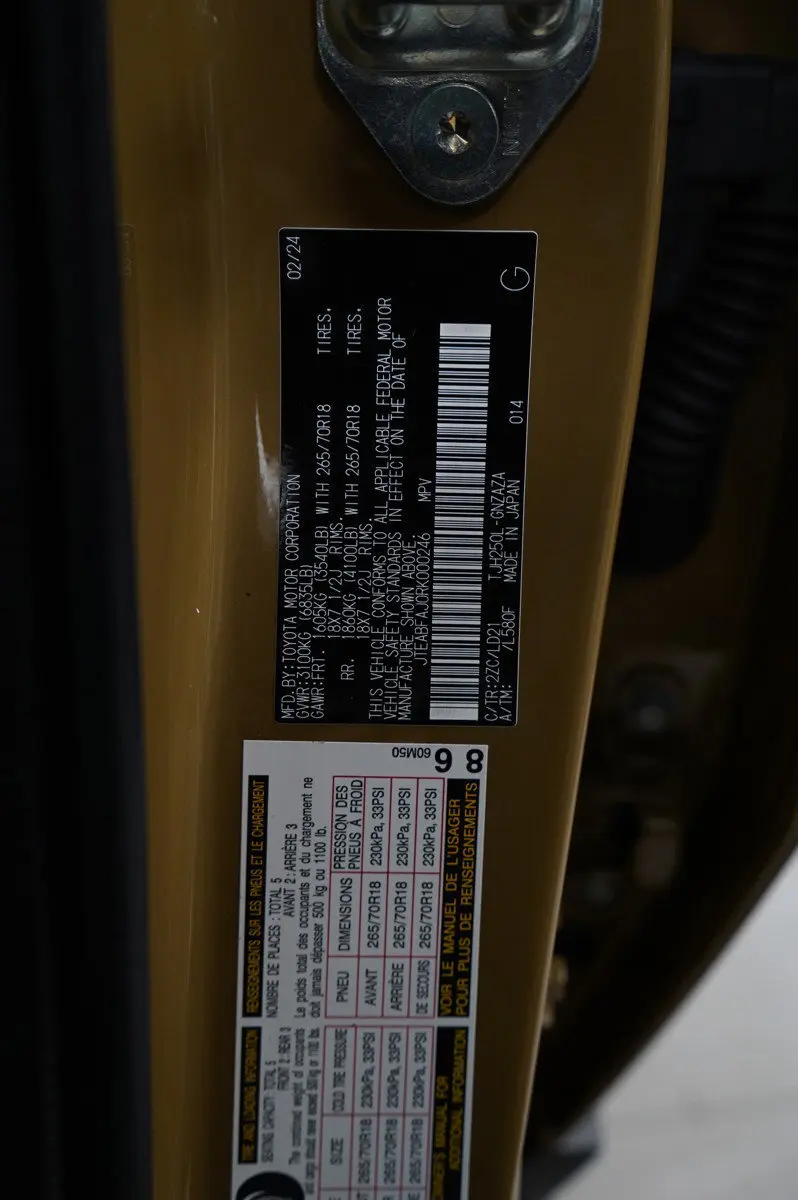 MFD.BY:TOYOTA MOTOR CORPORATION 02/24
GVWR:3100KG (6835LB)
GAWR:FRT. 1605KG (3540LB) WITH 265/70R18 TIRES.
18X7 1/2J RIMS.
RR. 1860KG (4100LB) WITH 265/70R18 TIRES.
18X7 1/2J RIMS.
THIS VEHICLE CONFORMS TO ALL APPLICABLE FEDERAL MOTOR
VEHICLE SAFETY STANDARDS IN EFFECT ON THE DATE OF
MANUFACTURE SHOWN ABOVE.
JTEABFAJ0RK000246 MPV
C/TR:2ZC/LD21 TJH250L-GNZAZA
A/TM: /L580F MADE IN JAPAN 014
G
60M50
98
RENSEIGNEMENTS SUR LES PNEUS ET LE CHARGEMENT
NOMBRE DE PLACES : TOTAL 5
AVANT 2 : ARRIÈRE 3
Le poids total des occupants et du chargement ne
doit jamais dépasser 500 kg ou 1100 lb.
PNEU DIMENSIONS PRESSION DES PNEUS À FROID
AVANT 265/70R18 230kPa, 33PSI
ARRIÈRE 265/70R18 230kPa, 33PSI
DE SECOURS 265/70R18 230kPa, 33PSI
VOIR LE MANUEL DE L'USAGER
POUR PLUS DE RENSEIGNEMENTS
TIRE AND LOADING INFORMATION
SEATING CAPACITY: TOTAL 5
FRONT 2 : REAR 3
The combined weight of occupants
and cargo should never exceed 500 kg or 1100 lbs.
SIZE COLD TIRE PRESSURE
265/70R18 230kPa, 33PSI
265/70R18 230kPa, 33PSI
265/70R18 230kPa, 33PSI
OWNER'S MANUAL FOR
ADDITIONAL INFORMATION